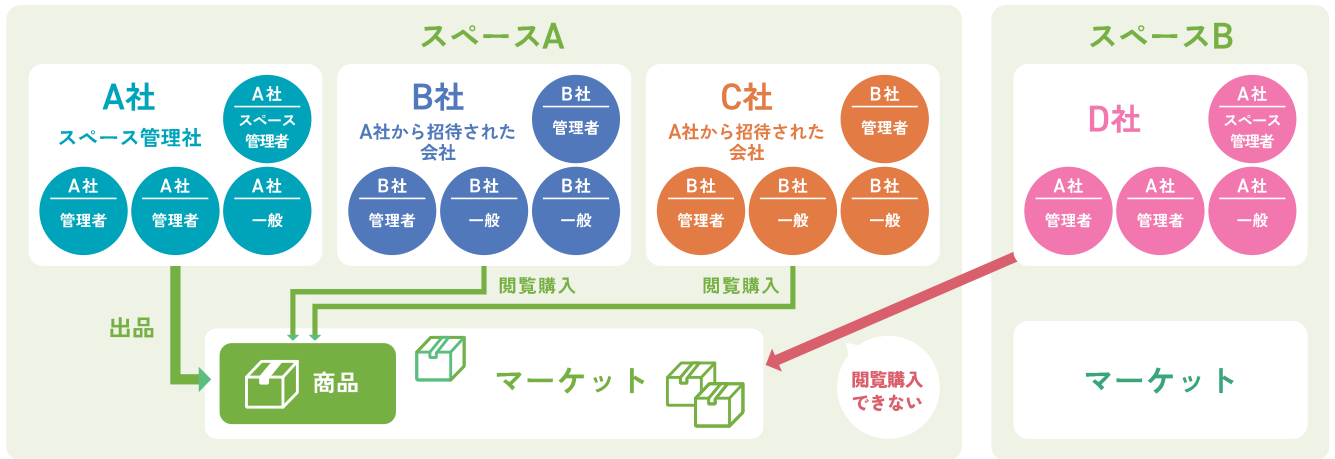 スペースA
A社
スペース管理社
A社
スペース
管理者
A社
管理者
A社
管理者
A社
一般
B社
A社から招待された
会社
B社
管理者
B社
管理者
B社
一般
B社
一般
C社
A社から招待された
会社
B社
管理者
B社
管理者
B社
一般
B社
一般
出品
閲覧購入
閲覧購入
商品
マーケット
閲覧購入
できない
スペースB
D社
A社
スペース
管理者
A社
管理者
A社
管理者
A社
一般
マーケット